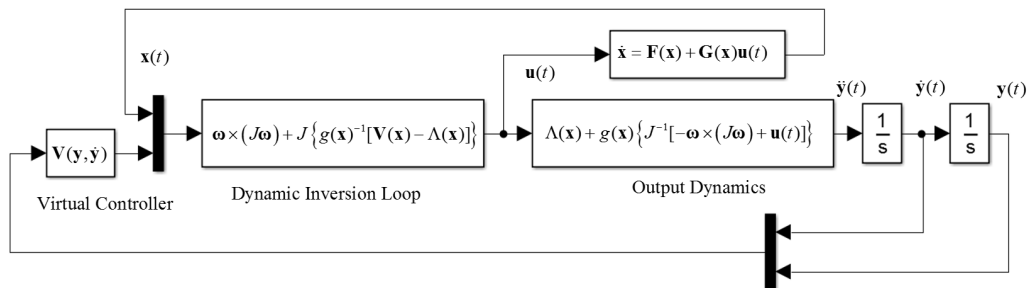 𝐱(t)
𝐮(t)
𝐱̇ = 𝐅(𝐱) + 𝐆(𝐱)𝐮(t)
𝐲̈(t)
𝐲̇(t)
𝐲(t)
𝐕(𝐲, 𝐲̇)
𝛚×(J𝛚) + J{g(𝐱)⁻¹[𝐕(𝐱) − Λ(𝐱)]}
Λ(𝐱) + g(𝐱){J⁻¹[−𝛚×(J𝛚) + 𝐮(t)]}
1
s
1
s
Virtual Controller
Dynamic Inversion Loop
Output Dynamics